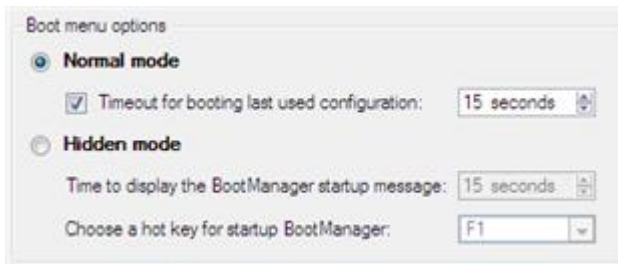 Boot menu options
Normal mode
Timeout for booting last used configuration: 15 seconds
Hidden mode
Time to display the BootManager startup message: 15 seconds
Choose a hot key for startup BootManager: F1